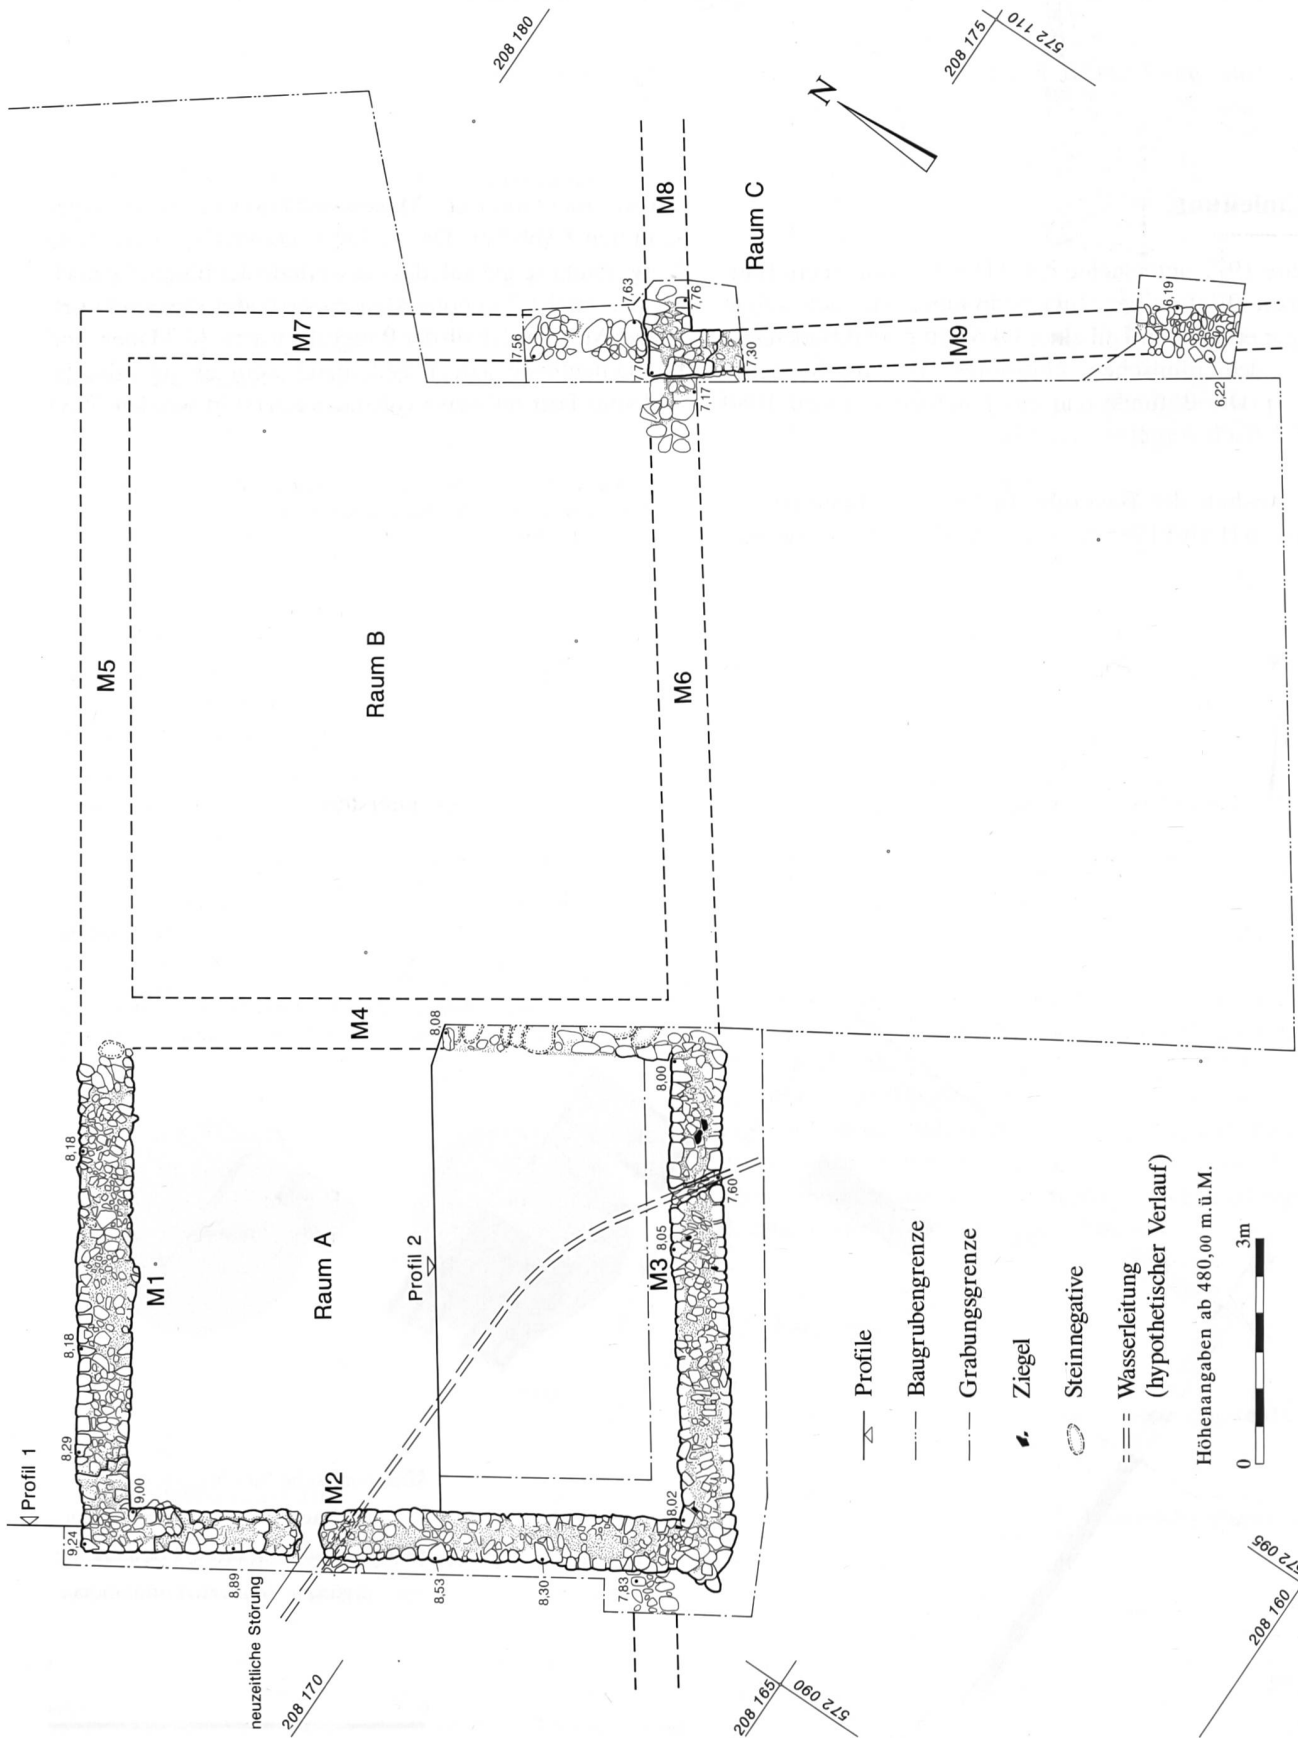 Profil 1
9,24
8,29
8,18
8,18
9,00
M1
8,89
M2
neuzeitliche Störung
Raum A
Profil 2
8,53
8,30
7,83
8,02
M3
8,05
7,60
8,00
8,08
M4
M5
Raum B
M6
M7
7,56
7,63
7,76
7,17
7,30
M8
Raum C
M9
6,19
6,22
N
208 180
208 175
572 110
208 170
208 165
572 090
208 160
572 095
Profile
Baugrubengrenze
Grabungsgrenze
Ziegel
Steinnegative
Wasserleitung
(hypothetischer Verlauf)
Höhenangaben ab 480,00 m.ü.M.
0 3m